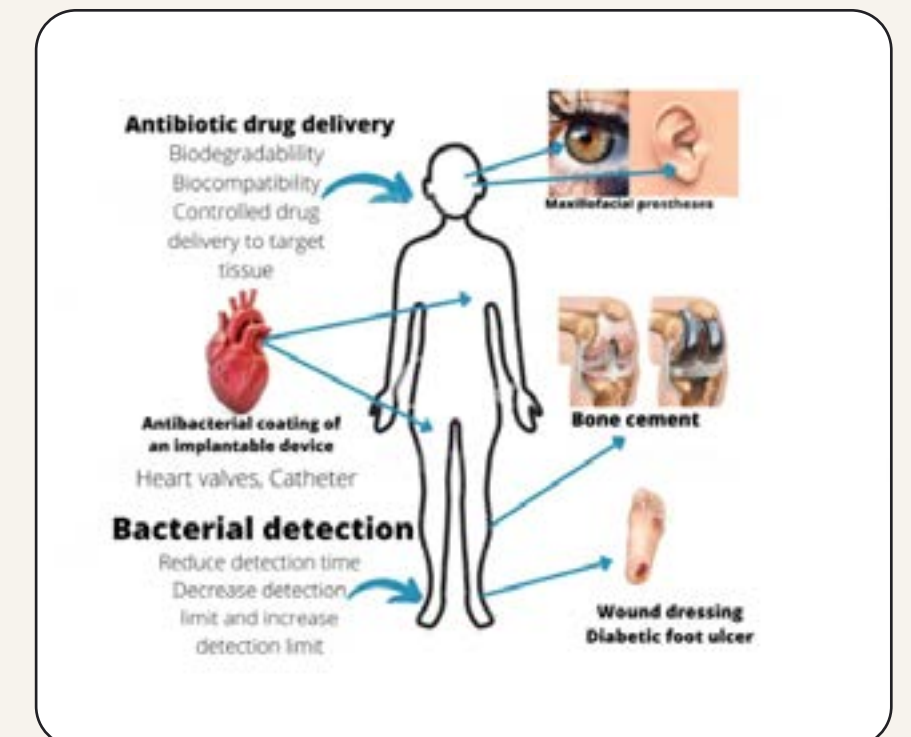 Antibiotic drug delivery
Biodegradablility
Biocompatibility
Controlled drug
delivery to target
tissue
Maxillofacial prostheses
Antibacterial coating of
an implantable device
Heart valves, Catheter
Bone cement
Bacterial detection
Reduce detection time
Decrease detection
limit and increase
detection limit
Wound dressing
Diabetic foot ulcer